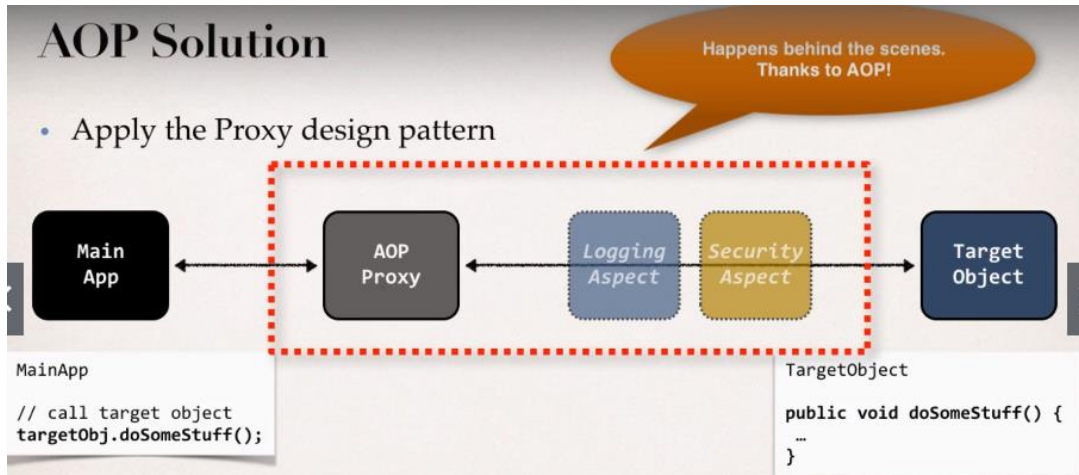 AOP Solution
Happens behind the scenes.
Thanks to AOP!
• Apply the Proxy design pattern
Main
App
AOP
Proxy
Logging
Aspect
Security
Aspect
Target
Object
MainApp
// call target object
targetObj.doSomeStuff();
TargetObject
public void doSomeStuff() {
…
}